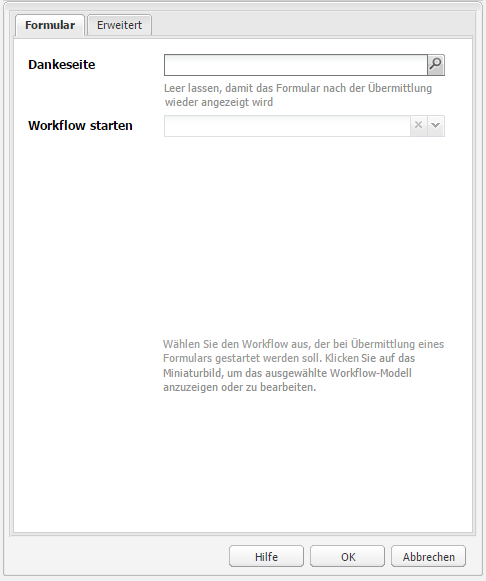 Formular
Erweitert
Dankeseite
Leer lassen, damit das Formular nach der Übermittlung
wieder angezeigt wird
Workflow starten
Wählen Sie den Workflow aus, der bei Übermittlung eines
Formulars gestartet werden soll. Klicken Sie auf das
Miniaturbild, um das ausgewählte Workflow-Modell
anzuzeigen oder zu bearbeiten.
Hilfe
OK
Abbrechen